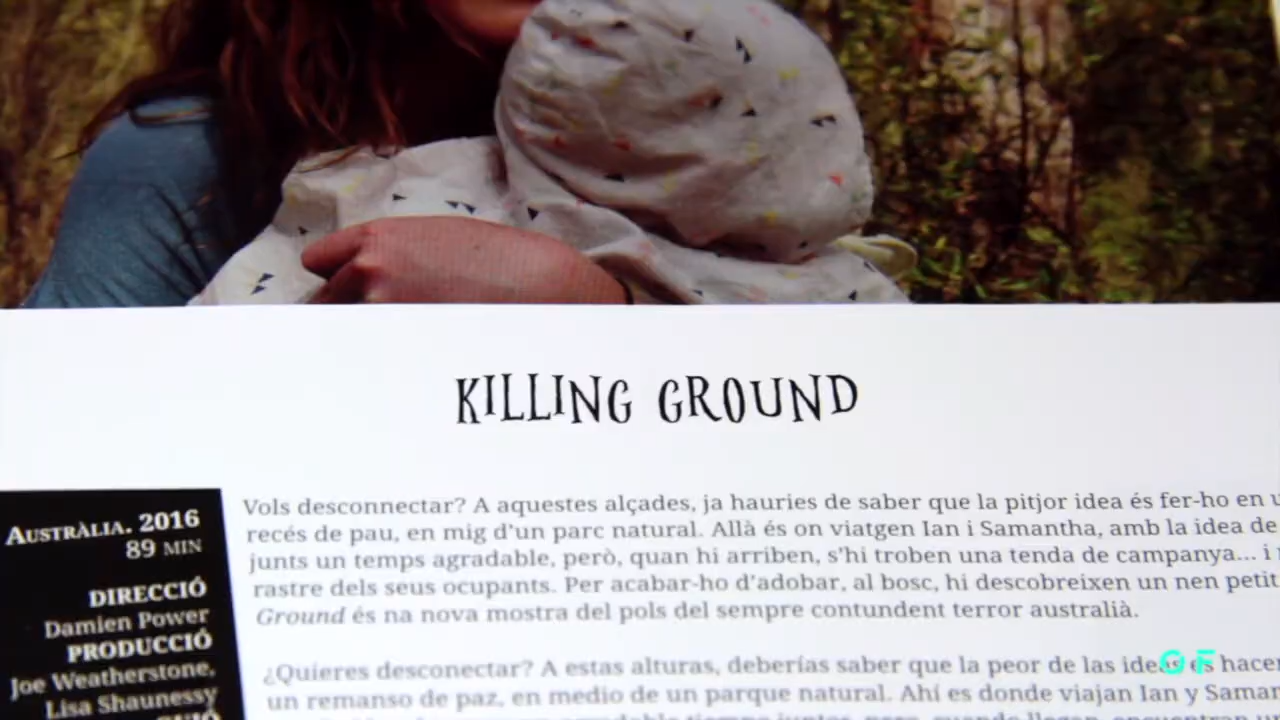 KILLING GROUND
AUSTRÀLIA. 2016
89 MIN
DIRECCIÓ
Damien Power
PRODUCCIÓ
Joe Weatherstone,
Lisa Shaunessy
Vols desconnectar? A aquestes alçades, ja hauries de saber que la pitjor idea és fer-ho en
recés de pau, en mig d'un parc natural. Allà és on viatgen Ian i Samantha, amb la idea de
junts un temps agradable, però, quan hi arriben, s'hi troben una tenda de campanya... i
rastre dels seus ocupants. Per acabar-ho d'adobar, al bosc, hi descobreixen un nen petit
Ground és na nova mostra del pols del sempre contundent terror australià.
¿Quieres desconectar? A estas alturas, deberías saber que la peor de las ideas es hacer
un remanso de paz, en medio de un parque natural. Ahí es donde viajan Ian y
GF